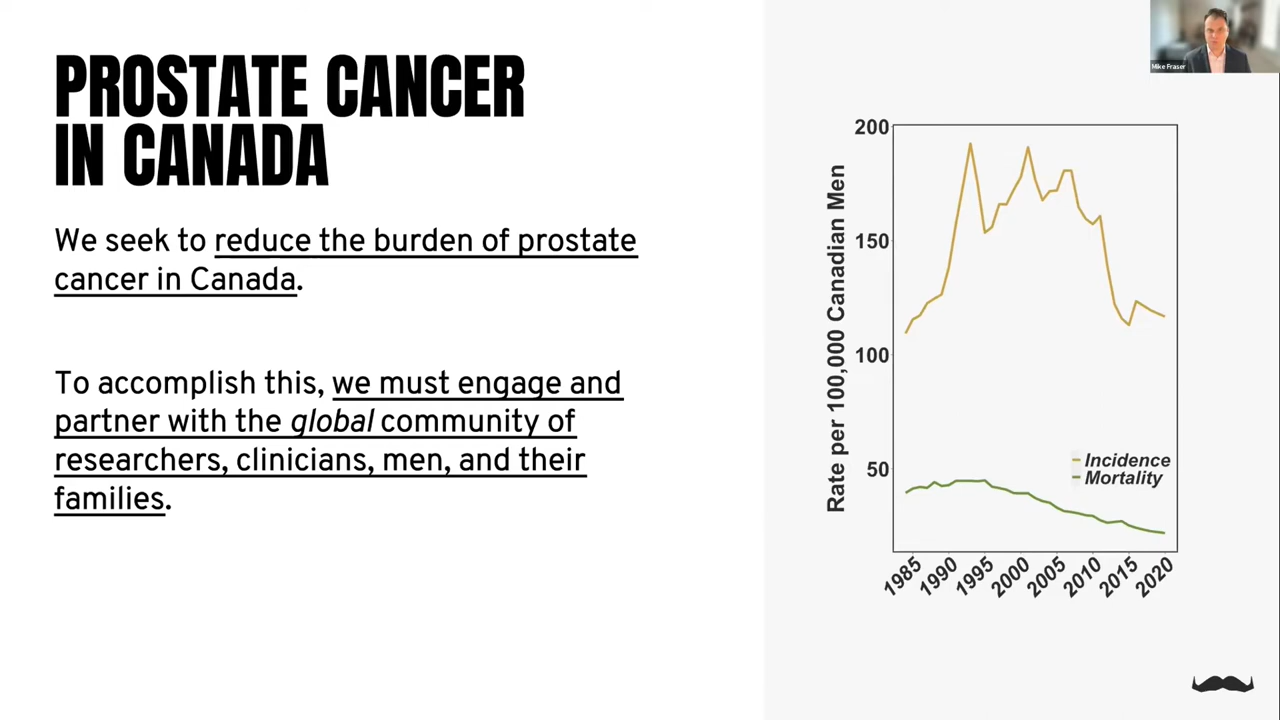 PROSTATE CANCER
IN CANADA
We seek to reduce the burden of prostate
cancer in Canada.
To accomplish this, we must engage and
partner with the global community of
researchers, clinicians, men, and their
families.
Mike Fraser
Rate per 100,000 Canadian Men
200
150
100
50
Incidence
Mortality
1985
1990
1995
2000
2005
2010
2015
2020